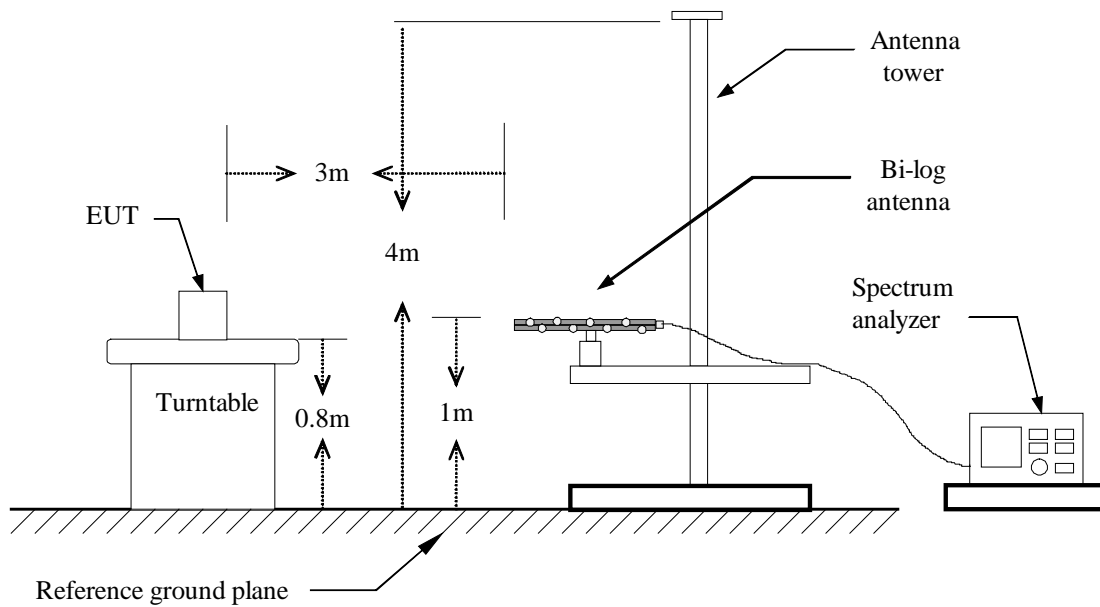 Antenna
tower
3m
Bi-log
antenna
EUT
4m
Spectrum
analyzer
Turntable
0.8m
1m
Reference ground plane